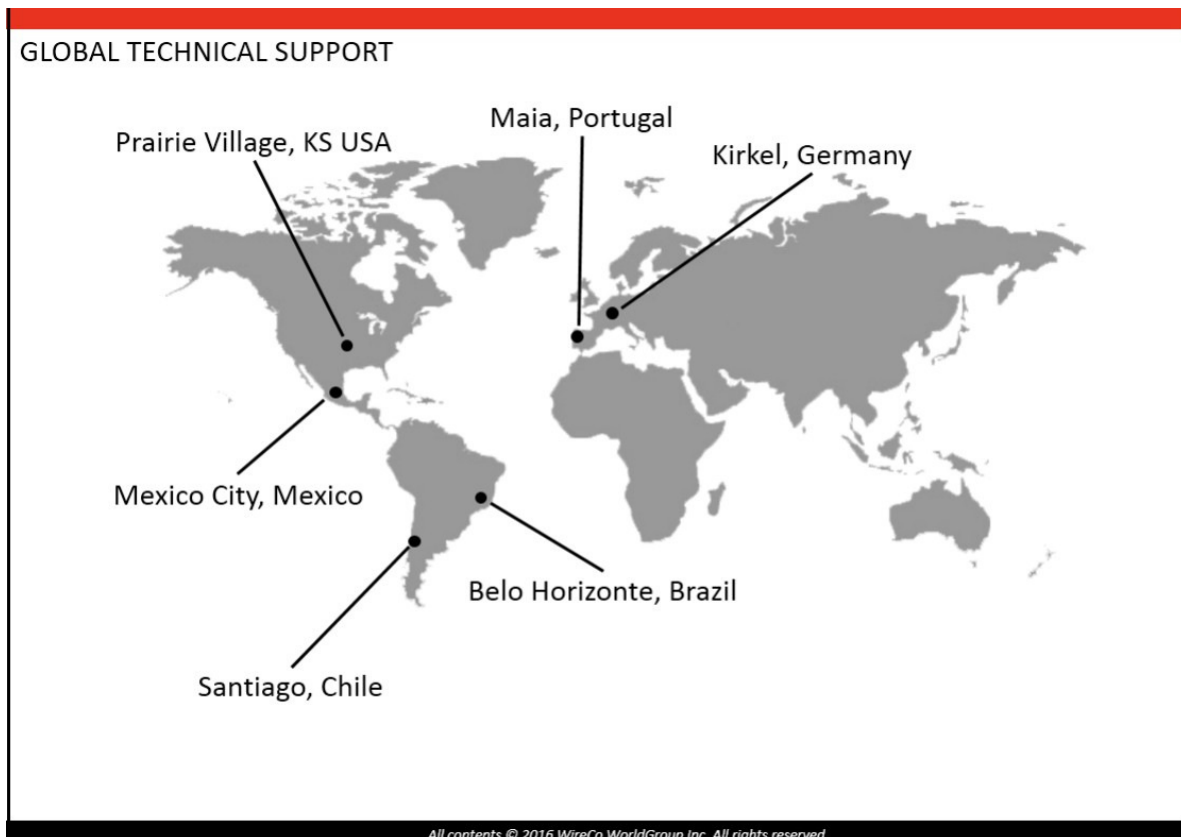 GLOBAL TECHNICAL SUPPORT
Maia, Portugal
Prairie Village, KS USA
Kirkel, Germany
Mexico City, Mexico
Belo Horizonte, Brazil
Santiago, Chile
All contents © 2016 WireCo WorldGroup Inc. All rights reserved